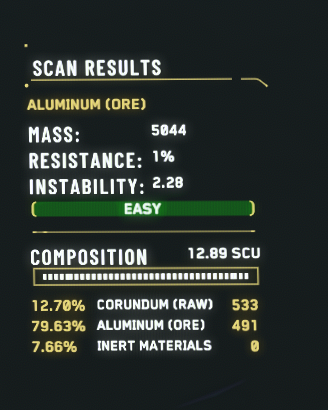 SCAN RESULTS
ALUMINUM (ORE)
MASS: 5044
RESISTANCE: 1%
INSTABILITY: 2.28
EASY
COMPOSITION 12.89 SCU
12.70% CORUNDUM (RAW) 533
79.63% ALUMINUM (ORE) 491
7.66% INERT MATERIALS 0